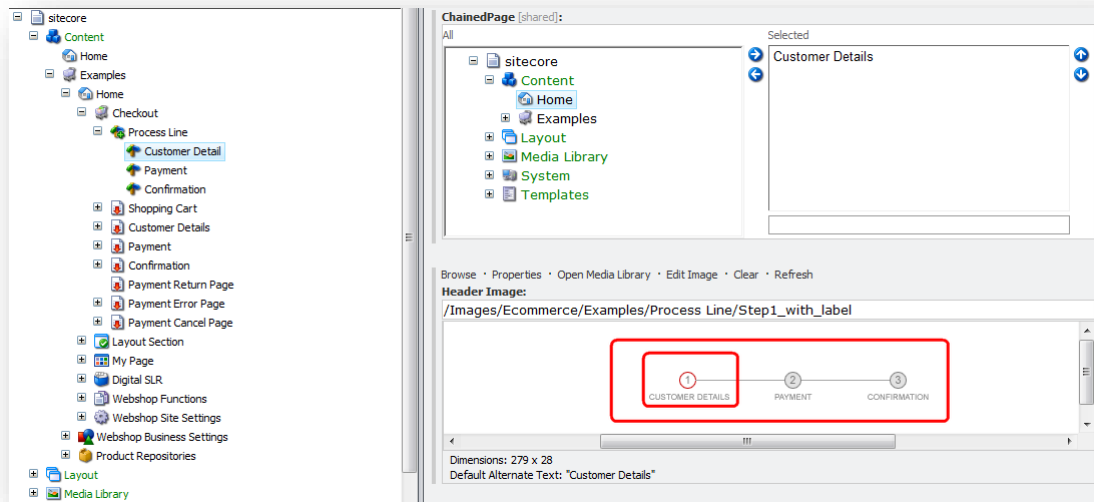 sitecore
Content
Home
Examples
Home
Checkout
Process Line
Customer Detail
Payment
Confirmation
Shopping Cart
Customer Details
Payment
Confirmation
Payment Return Page
Payment Error Page
Payment Cancel Page
Layout Section
My Page
Digital SLR
Webshop Functions
Webshop Site Settings
Webshop Business Settings
Product Repositories
Layout
Media Library
ChainedPage [shared]:
All
sitecore
Content
Home
Examples
Layout
Media Library
System
Templates
Selected
Customer Details
Browse · Properties · Open Media Library · Edit Image · Clear · Refresh
Header Image:
/Images/Ecommerce/Examples/Process Line/Step1_with_label
1 2 3
CUSTOMER DETAILS PAYMENT CONFIRMATION
Dimensions: 279 x 28
Default Alternate Text: "Customer Details"